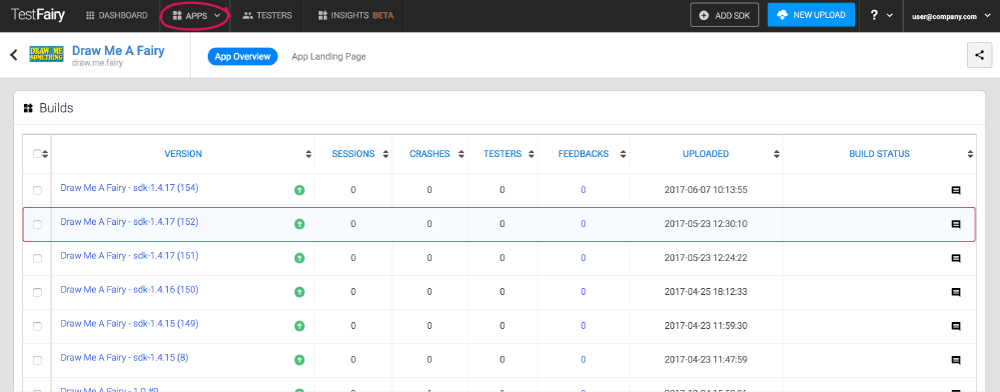 TestFairy DASHBOARD APPS TESTERS INSIGHTS BETA ADD SDK NEW UPLOAD ? user@company.com
DRAW ME
SOMETHING
Draw Me A Fairy
draw.me.fairy
App Overview App Landing Page
Builds
VERSION SESSIONS CRASHES TESTERS FEEDBACKS UPLOADED BUILD STATUS
Draw Me A Fairy - sdk-1.4.17 (154) 0 0 0 0 2017-06-07 10:13:55
Draw Me A Fairy - sdk-1.4.17 (152) 0 0 0 0 2017-05-23 12:30:10
Draw Me A Fairy - sdk-1.4.17 (151) 0 0 0 0 2017-05-23 12:24:22
Draw Me A Fairy - sdk-1.4.16 (150) 0 0 0 0 2017-04-25 18:12:33
Draw Me A Fairy - sdk-1.4.15 (149) 0 0 0 0 2017-04-23 11:59:30
Draw Me A Fairy - sdk-1.4.15 (8) 0 0 0 0 2017-04-23 11:47:59
Draw Me A Fairy - 1.0 #9